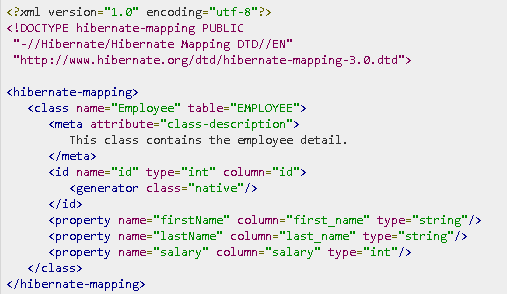 <?xml version="1.0" encoding="utf-8"?>
<!DOCTYPE hibernate-mapping PUBLIC
"-//Hibernate/Hibernate Mapping DTD//EN"
"http://www.hibernate.org/dtd/hibernate-mapping-3.0.dtd">
<hibernate-mapping>
<class name="Employee" table="EMPLOYEE">
<meta attribute="class-description">
This class contains the employee detail.
</meta>
<id name="id" type="int" column="id">
<generator class="native"/>
</id>
<property name="firstName" column="first_name" type="string"/>
<property name="lastName" column="last_name" type="string"/>
<property name="salary" column="salary" type="int"/>
</class>
</hibernate-mapping>